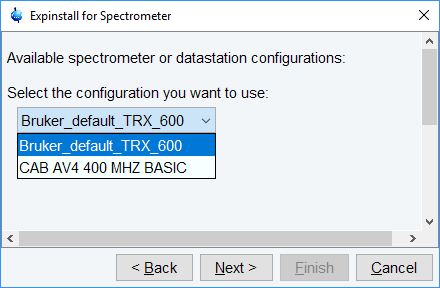 Expinstall for Spectrometer
Available spectrometer or datastation configurations:
Select the configuration you want to use:
Bruker_default_TRX_600
Bruker_default_TRX_600
CAB AV4 400 MHZ BASIC
< Back Next > Finish Cancel